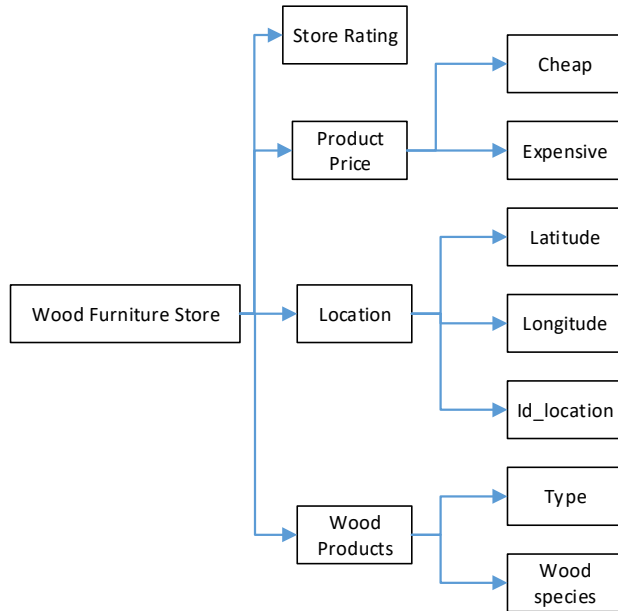 Store Rating
Cheap
Product
Price
Expensive
Latitude
Wood Furniture Store
Location
Longitude
Id_location
Type
Wood
Products
Wood
species